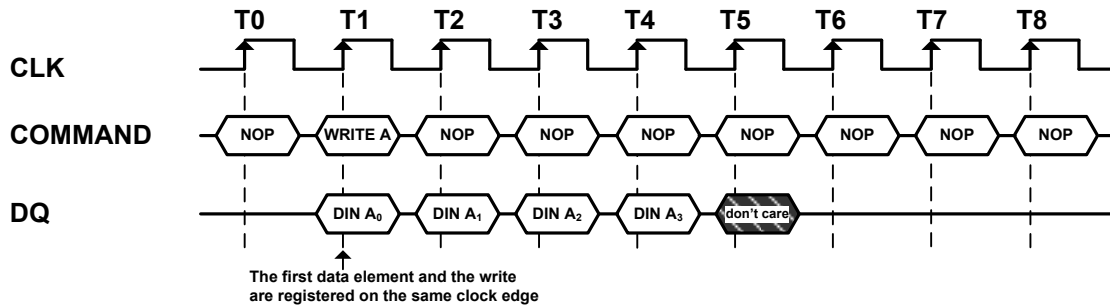 T0 T1 T2 T3 T4 T5 T6 T7 T8
CLK
COMMAND NOP WRITE A NOP NOP NOP NOP NOP NOP NOP
DQ DIN A₀ DIN A₁ DIN A₂ DIN A₃ don't care
The first data element and the write
are registered on the same clock edge